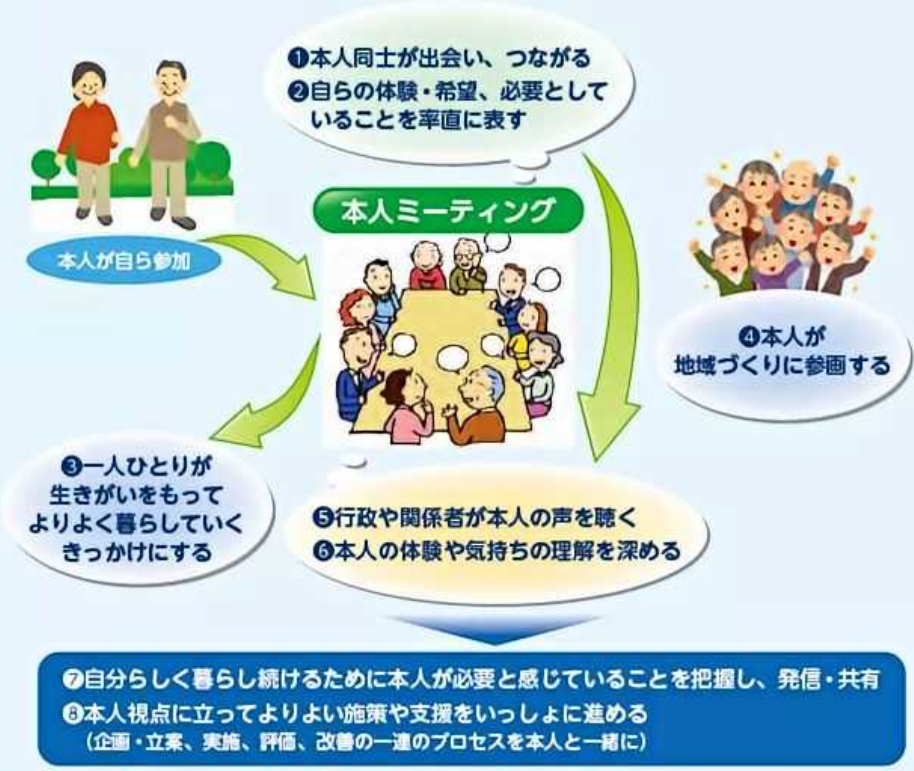 ❶本人同士が出会い、つながる
❷自らの体験・希望、必要として
いることを率直に表す
本人ミーティング
本人が自ら参加
❹本人が
地域づくりに参画する
❸一人ひとりが
生きがいをもって
よりよく暮らしていく
きっかけにする
❺行政や関係者が本人の声を聴く
❻本人の体験や気持ちの理解を深める
❼自分らしく暮らし続けるために本人が必要と感じていることを把握し、発信・共有
❽本人視点に立ってよりよい施策や支援をいっしょに進める
（企画・立案、実施、評価、改善の一連のプロセスを本人と一緒に）